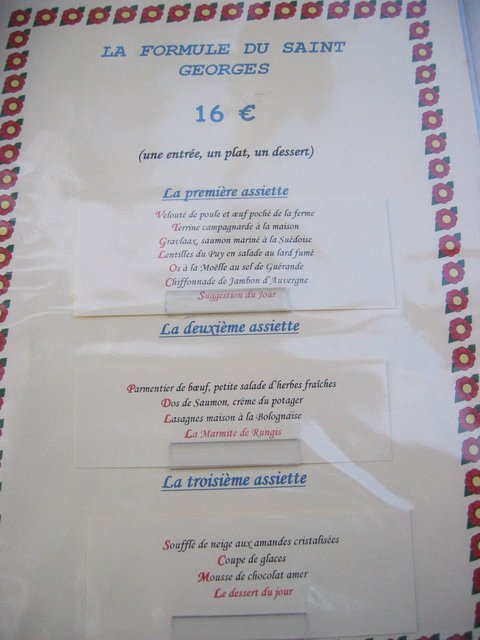 LA FORMULE DU SAINT
GEORGES
16 €
(une entrée, un plat, un dessert)
La première assiette
Velouté de poule et œuf poché de la ferme
Terrine campagnarde à la maison
Gravlaax, saumon mariné à la Suédoise
Lentilles du Puy en salade au lard fumé
Os à la Moëlle au sel de Guérande
Chiffonnade de Jambon d'Auvergne
Suggestion du Jour
La deuxième assiette
Parmentier de bœuf, petite salade d'herbes fraîches
Dos de Saumon, crème du potager
Lasagnes maison à la Bolognaise
La Marmite de Rungis
La troisième assiette
Soufflé de neige aux amandes cristalisées
Coupe de glaces
Mousse de chocolat amer
Le dessert du jour